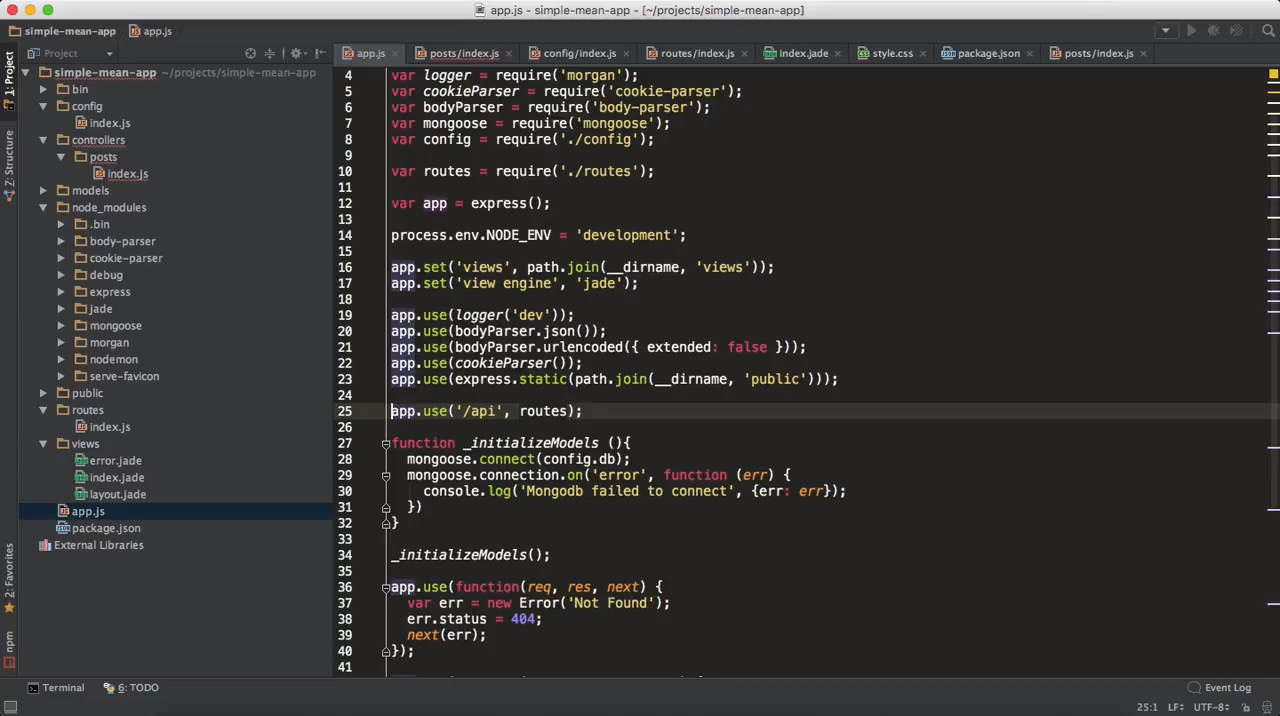 app.js - simple-mean-app - [~/projects/simple-mean-app]
simple-mean-app app.js
1: Project
Z: Structure
2: Favorites
npm
Project
simple-mean-app ~/projects/simple-mean-app
bin
config
index.js
controllers
posts
index.js
models
node_modules
.bin
body-parser
cookie-parser
debug
express
jade
mongoose
morgan
nodemon
serve-favicon
public
routes
index.js
views
error.jade
index.jade
layout.jade
app.js
package.json
External Libraries
app.js posts/index.js config/index.js routes/index.js index.jade style.css package.json posts/index.js
4 var logger = require('morgan');
5 var cookieParser = require('cookie-parser');
6 var bodyParser = require('body-parser');
7 var mongoose = require('mongoose');
8 var config = require('./config');
9
10 var routes = require('./routes');
11
12 var app = express();
13
14 process.env.NODE_ENV = 'development';
15
16 app.set('views', path.join(__dirname, 'views'));
17 app.set('view engine', 'jade');
18
19 app.use(logger('dev'));
20 app.use(bodyParser.json());
21 app.use(bodyParser.urlencoded({ extended: false }));
22 app.use(cookieParser());
23 app.use(express.static(path.join(__dirname, 'public')));
24
25 app.use('/api', routes);
26
27 function _initializeModels (){
28 mongoose.connect(config.db);
29 mongoose.connection.on('error', function (err) {
30 console.log('Mongodb failed to connect', {err: err});
31 })
32 }
33
34 _initializeModels();
35
36 app.use(function(req, res, next) {
37 var err = new Error('Not Found');
38 err.status = 404;
39 next(err);
40 });
41
Terminal 6: TODO Event Log
25:1 LF UTF-8